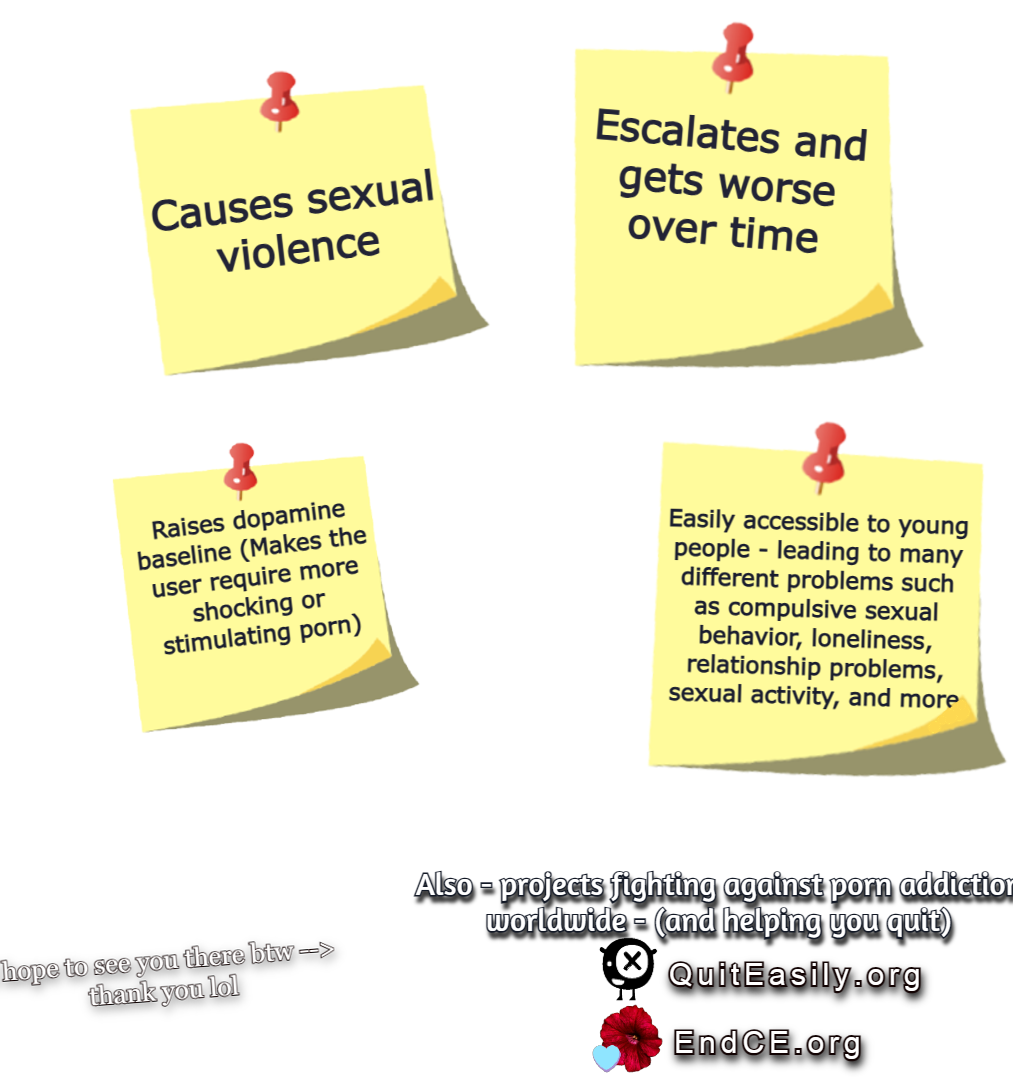 Causes sexual
violence
Escalates and
gets worse
over time
Raises dopamine
baseline (Makes the
user require more
shocking or
stimulating porn)
Easily accessible to young
people - leading to many
different problems such
as compulsive sexual
behavior, loneliness,
relationship problems,
sexual activity, and more
Also - projects fighting against porn addiction
worldwide - (and helping you quit)
hope to see you there btw -->
thank you lol
QuitEasily.org
EndCE.org